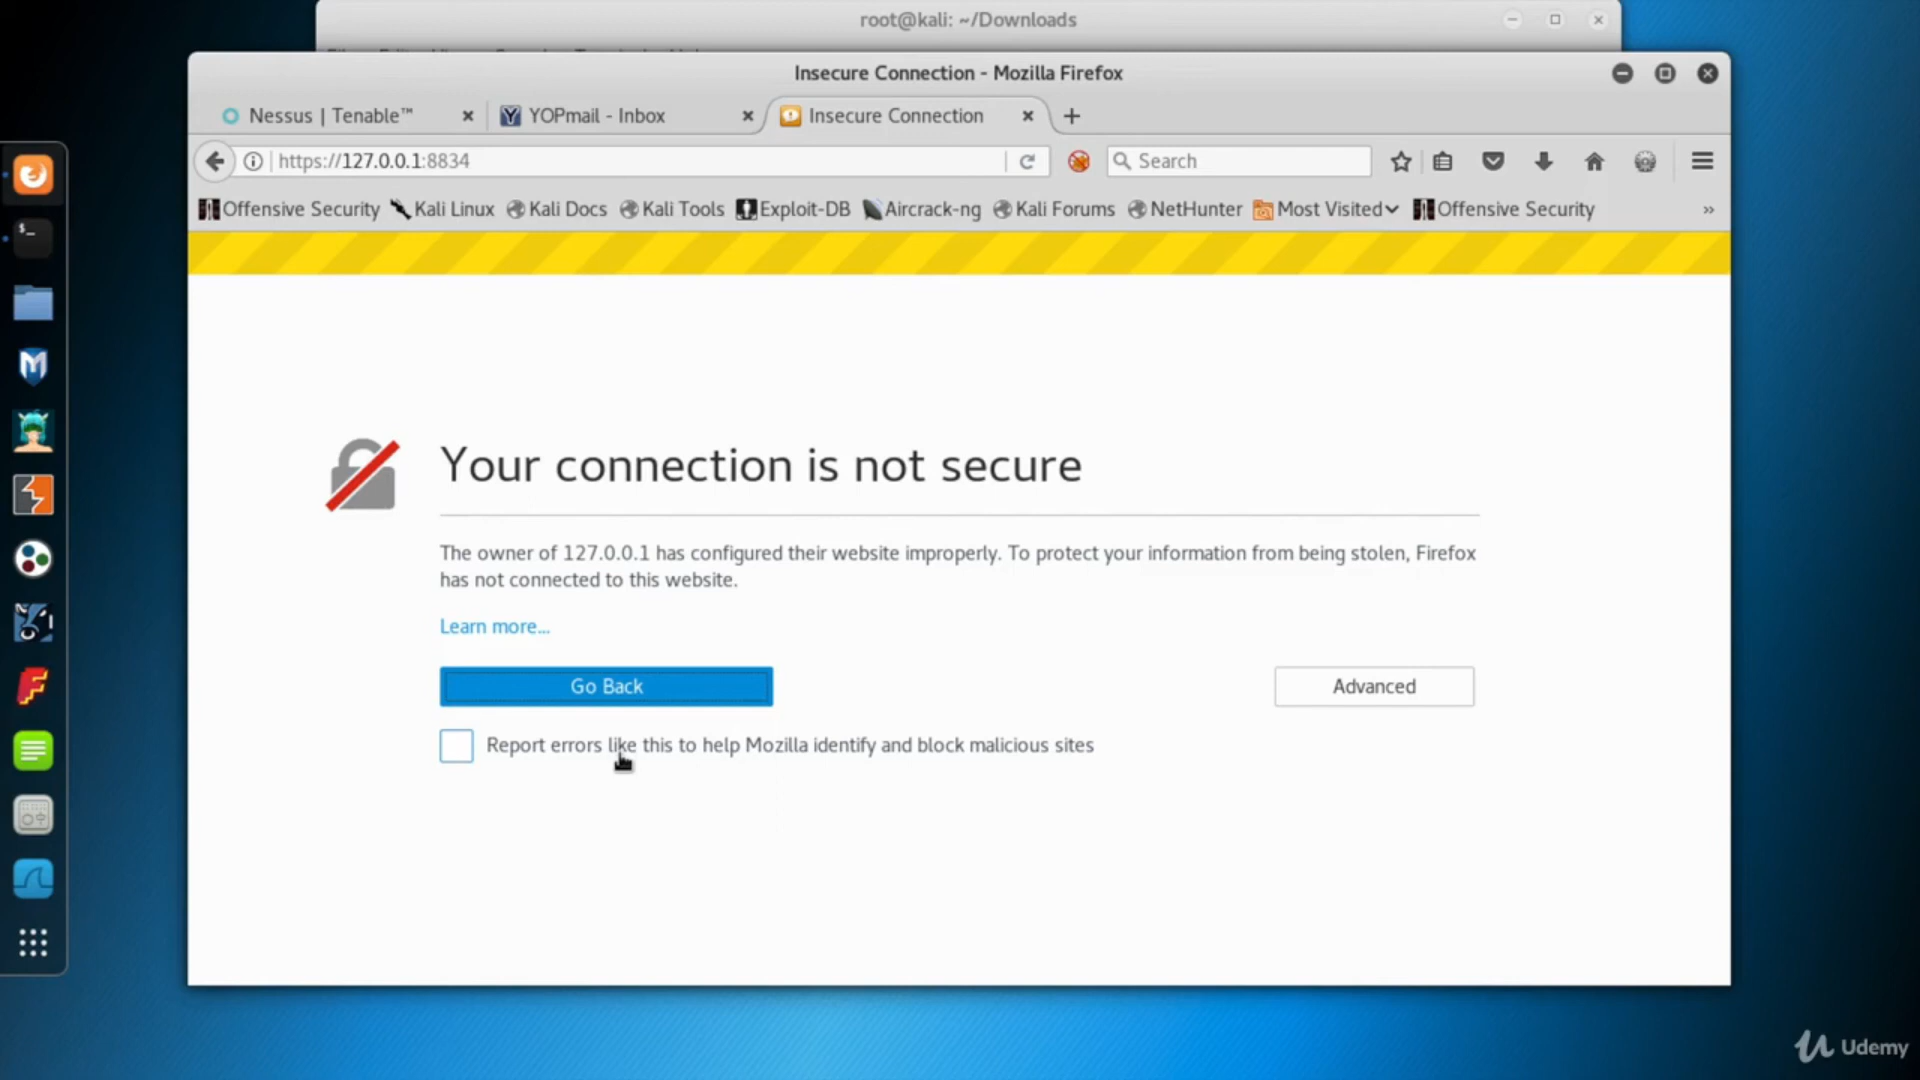 root@kali: ~/Downloads
Insecure Connection - Mozilla Firefox
Nessus | Tenable™
YOPmail - Inbox
Insecure Connection
https://127.0.0.1:8834
Search
Offensive Security
Kali Linux
Kali Docs
Kali Tools
Exploit-DB
Aircrack-ng
Kali Forums
NetHunter
Most Visited
Offensive Security
»
Your connection is not secure
The owner of 127.0.0.1 has configured their website improperly. To protect your information from being stolen, Firefox
has not connected to this website.
Learn more...
Go Back
Advanced
Report errors like this to help Mozilla identify and block malicious sites
Udemy